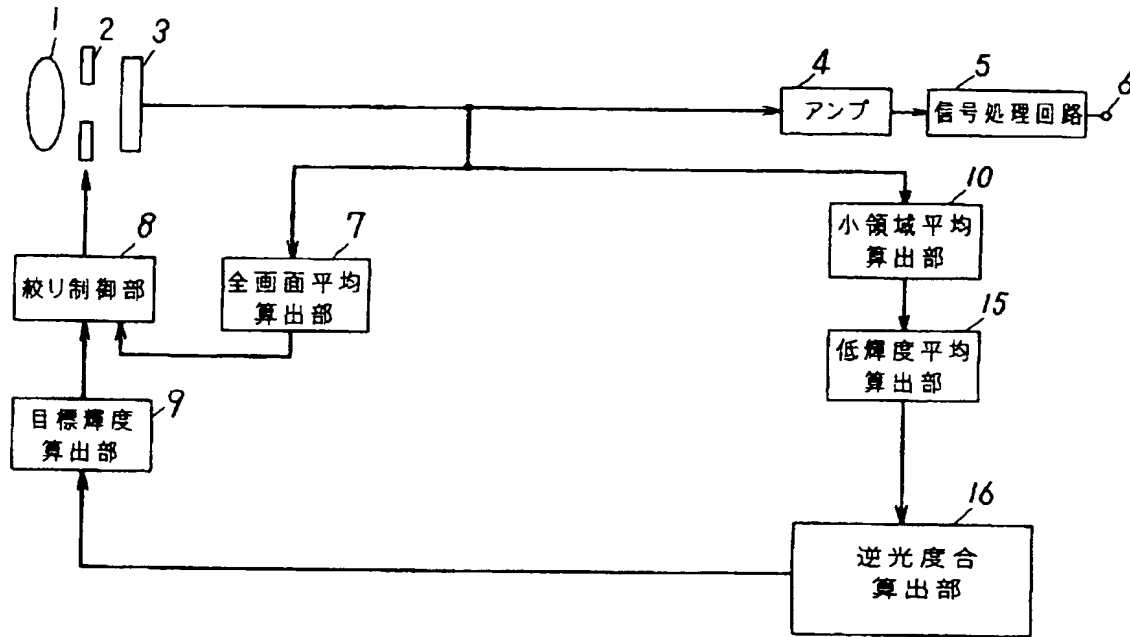 1
2
3
4
5
6
アンプ
信号処理回路
7
8
10
小領域平均
算出部
絞り制御部
全画面平均
算出部
15
低輝度平均
算出部
9
目標輝度
算出部
16
逆光度合
算出部